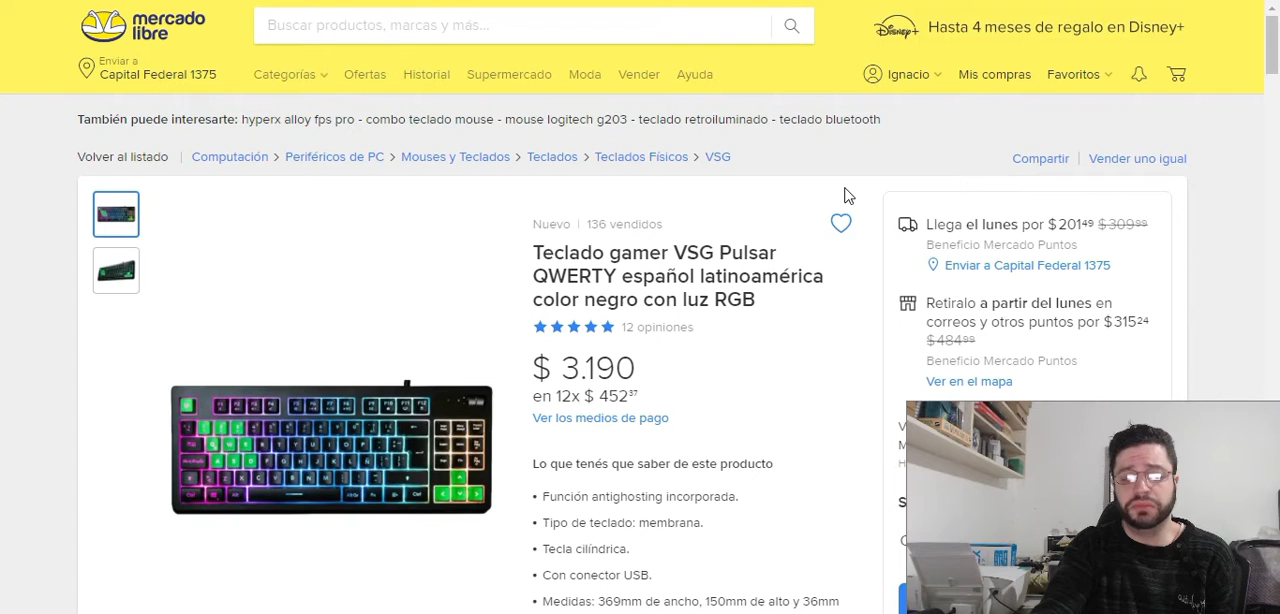 mercado
libre
Buscar productos, marcas y más...
Disney+
Hasta 4 meses de regalo en Disney+
Enviar a
Capital Federal 1375
Categorías
Ofertas
Historial
Supermercado
Moda
Vender
Ayuda
Ignacio
Mis compras
Favoritos
También puede interesarte: hyperx alloy fps pro - combo teclado mouse - mouse logitech g203 - teclado retroiluminado - teclado bluetooth
Volver al listado
Computación > Periféricos de PC > Mouses y Teclados > Teclados > Teclados Físicos > VSG
Compartir
Vender uno igual
Nuevo | 136 vendidos
Teclado gamer VSG Pulsar
QWERTY español latinoamérica
color negro con luz RGB
12 opiniones
$ 3.190
en 12x $ 452³⁷
Ver los medios de pago
Lo que tenés que saber de este producto
• Función antighosting incorporada.
• Tipo de teclado: membrana.
• Tecla cilíndrica.
• Con conector USB.
• Medidas: 369mm de ancho, 150mm de alto y 36mm
Llega el lunes por $ 201⁴⁹ $ 309⁹⁹
Beneficio Mercado Puntos
Enviar a Capital Federal 1375
Retiralo a partir del lunes en
correos y otros puntos por $ 315²⁴
$ 484⁹⁹
Beneficio Mercado Puntos
Ver en el mapa